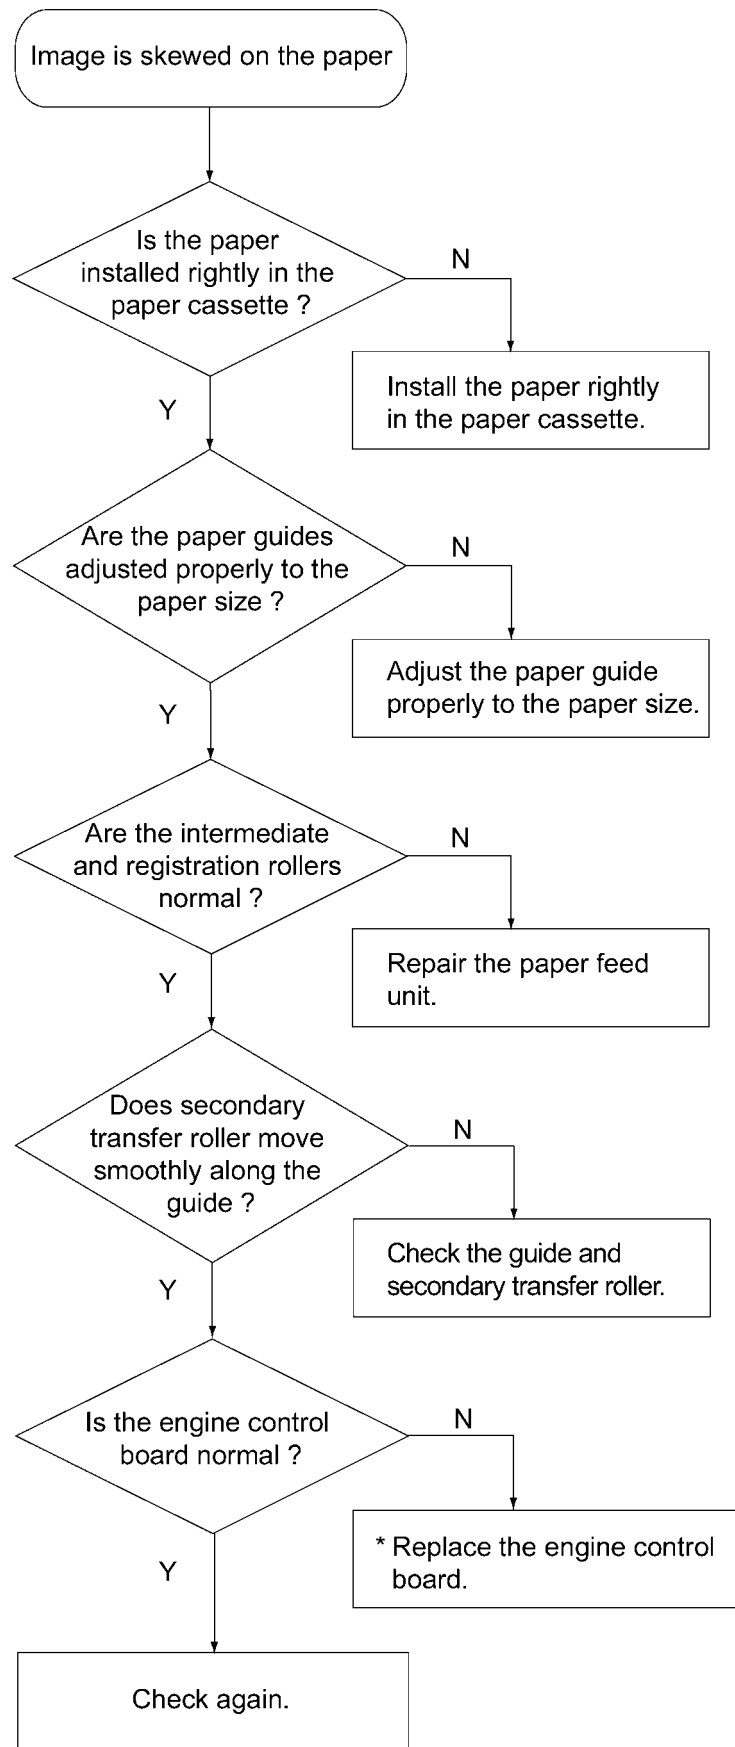 Image is skewed on the paper
Is the paper
installed rightly in the
paper cassette ?
N
Install the paper rightly
in the paper cassette.
Y
Are the paper guides
adjusted properly to the
paper size ?
N
Adjust the paper guide
properly to the paper size.
Y
Are the intermediate
and registration rollers
normal ?
N
Repair the paper feed
unit.
Y
Does secondary
transfer roller move
smoothly along the
guide ?
N
Check the guide and
secondary transfer roller.
Y
Is the engine control
board normal ?
N
* Replace the engine control
board.
Y
Check again.